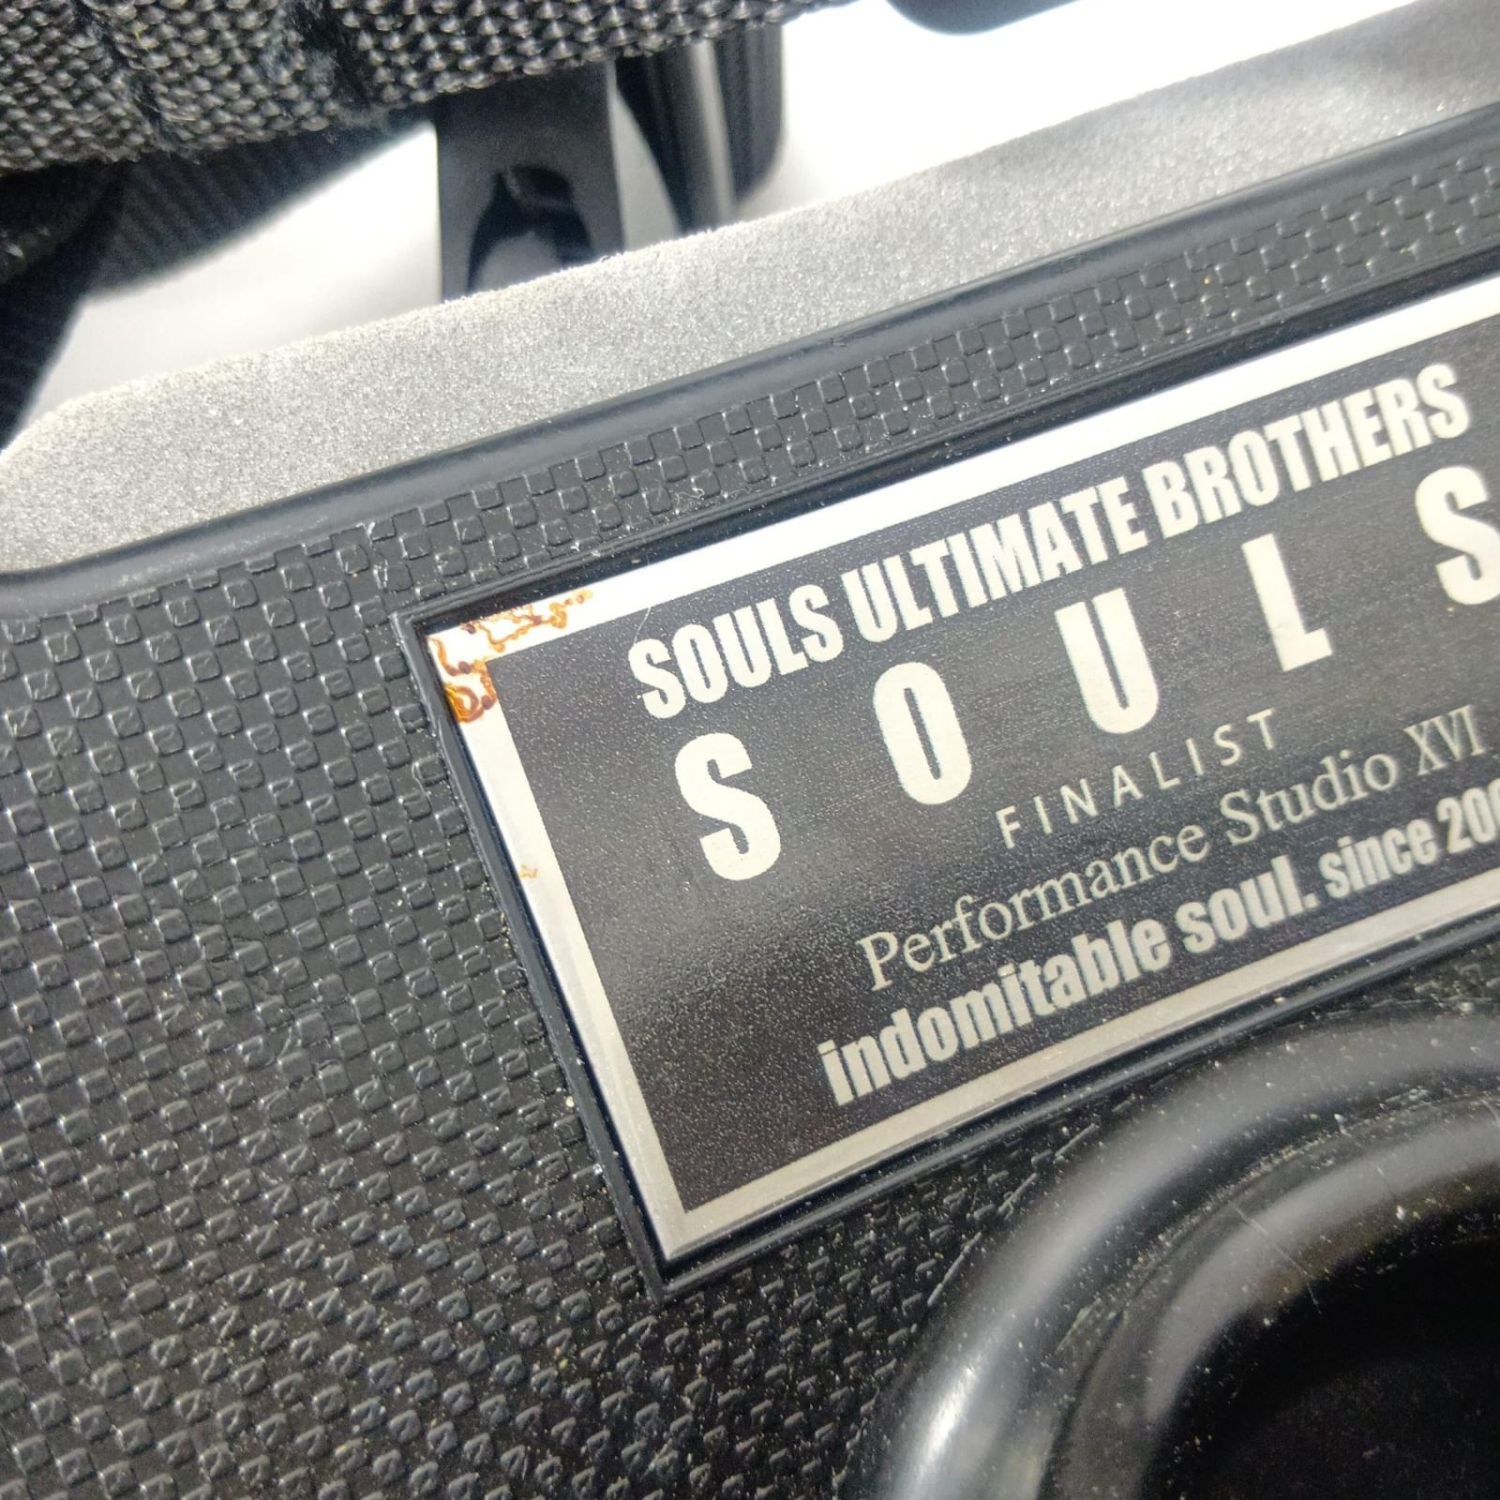 SOULS ULTIMATE BROTHERS
SOULS
FINALIST
Performance Studio XVI
indomitable soul. since